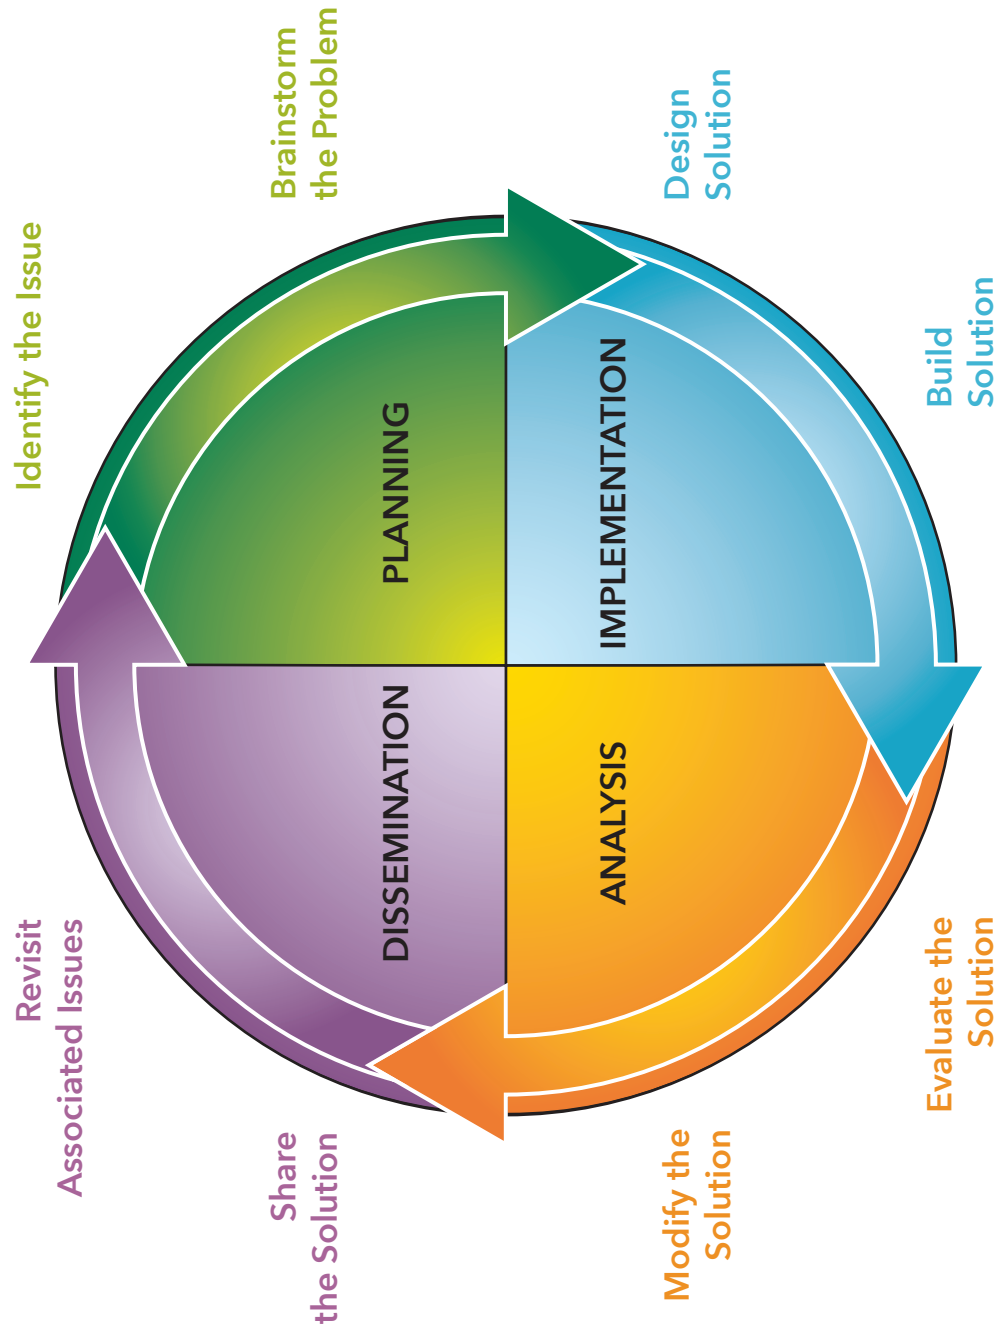 Identify the Issue
Brainstorm
the Problem
Design
Solution
Build
Solution
Evaluate the
Solution
Modify the
Solution
Share
the Solution
Revisit
Associated Issues
PLANNING
IMPLEMENTATION
ANALYSIS
DISSEMINATION